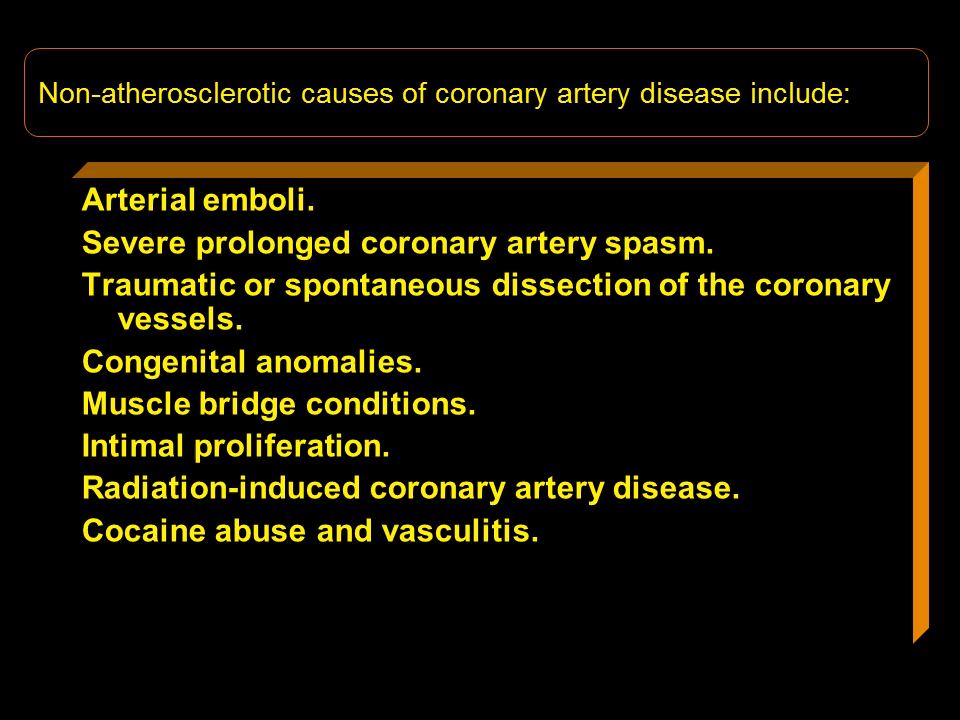 Non-atherosclerotic causes of coronary artery disease include:
Arterial emboli.
Severe prolonged coronary artery spasm.
Traumatic or spontaneous dissection of the coronary
vessels.
Congenital anomalies.
Muscle bridge conditions.
Intimal proliferation.
Radiation-induced coronary artery disease.
Cocaine abuse and vasculitis.